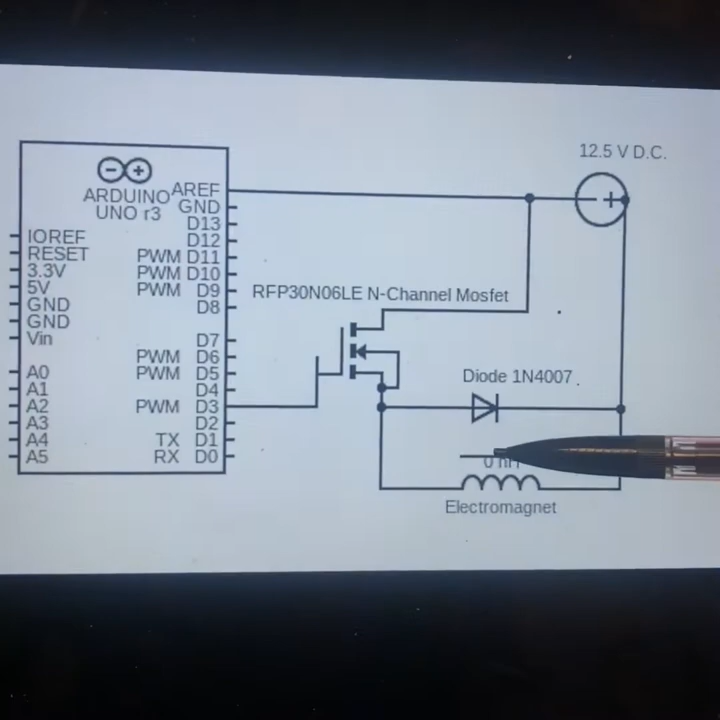 12.5 V D.C.
ARDUINO
UNO r3
AREF
GND
D13
D12
PWM D11
PWM D10
PWM D9
D8
D7
PWM D6
PWM D5
D4
PWM D3
D2
TX D1
RX D0
IOREF
RESET
3.3V
5V
GND
GND
Vin
A0
A1
A2
A3
A4
A5
RFP30N06LE N-Channel Mosfet
Diode 1N4007
Electromagnet